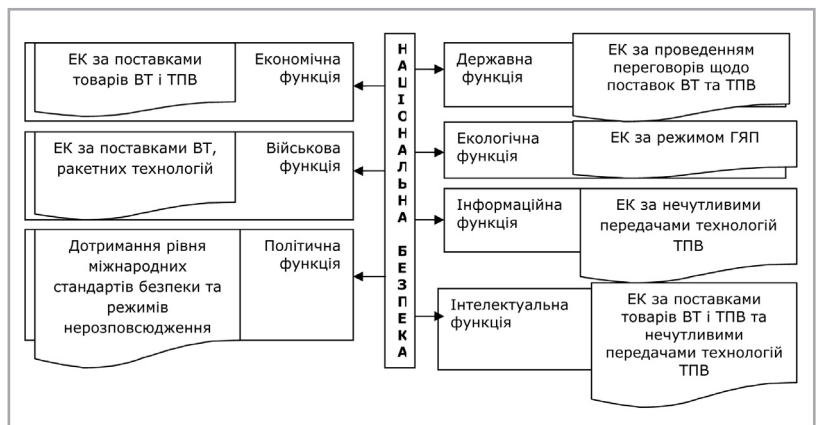 ЕК за поставками
товарів ВТ і ТПВ
Економічна
функція
ЕК за поставками ВТ,
ракетних технологій
Військова
функція
Дотримання рівня
міжнародних
стандартів безпеки та
режимів
нерозповсюдження
Політична
функція
НАЦІОНАЛЬНА БЕЗПЕКА
Державна
функція
ЕК за проведенням
переговорів щодо
поставок ВТ та ТПВ
Екологічна
функція
ЕК за режимом ГЯП
Інформаційна
функція
ЕК за нечутливими
передачами технологій
ТПВ
Інтелектуальна
функція
ЕК за поставками
товарів ВТ і ТПВ та
нечутливими
передачами технологій
ТПВ